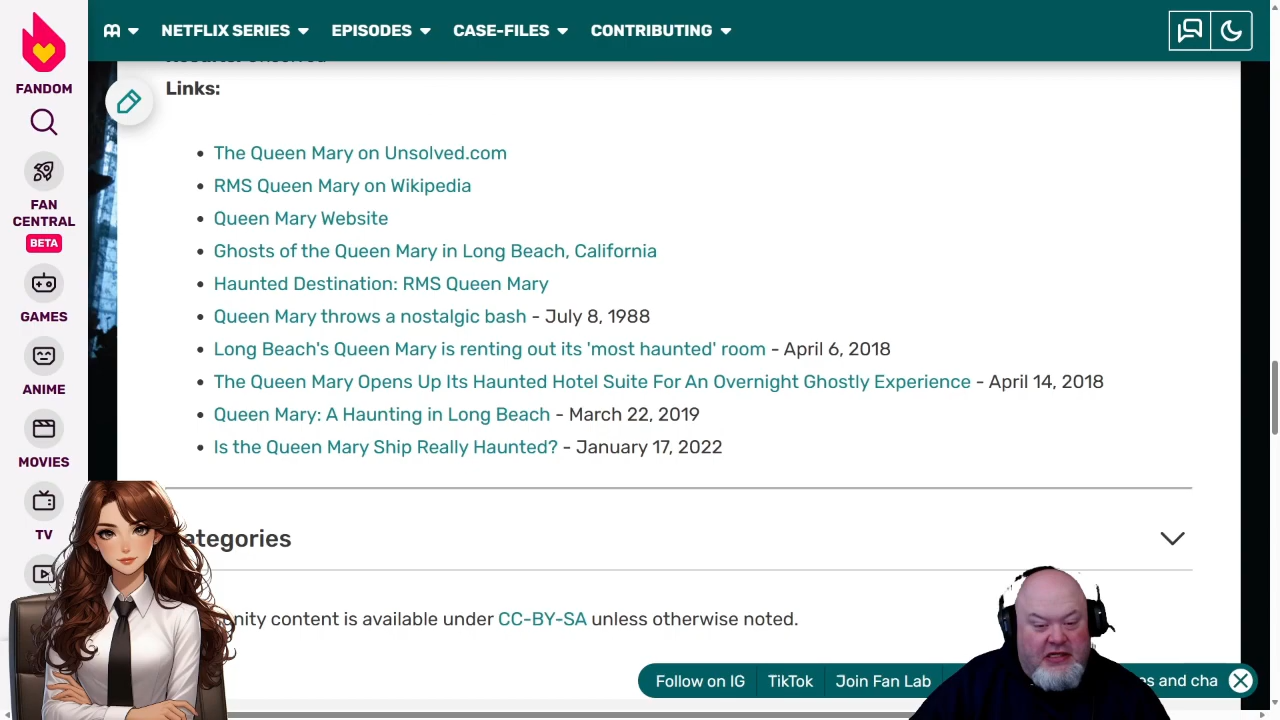 NETFLIX SERIES
EPISODES
CASE-FILES
CONTRIBUTING
FANDOM
FAN
CENTRAL
BETA
GAMES
ANIME
MOVIES
TV
Links:
The Queen Mary on Unsolved.com
RMS Queen Mary on Wikipedia
Queen Mary Website
Ghosts of the Queen Mary in Long Beach, California
Haunted Destination: RMS Queen Mary
Queen Mary throws a nostalgic bash - July 8, 1988
Long Beach's Queen Mary is renting out its 'most haunted' room - April 6, 2018
The Queen Mary Opens Up Its Haunted Hotel Suite For An Overnight Ghostly Experience - April 14, 2018
Queen Mary: A Haunting in Long Beach - March 22, 2019
Is the Queen Mary Ship Really Haunted? - January 17, 2022
ategories
nity content is available under CC-BY-SA unless otherwise noted.
Follow on IG
TikTok
Join Fan Lab
and cha